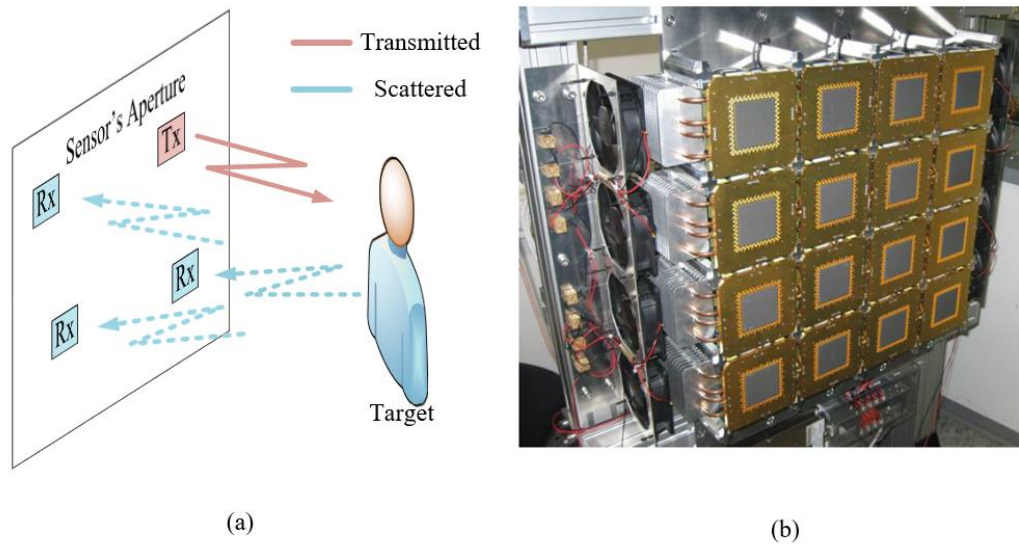 Transmitted
Scattered
Sensor's Aperture
Tx
Rx
Rx
Rx
Target
(a)
(b)